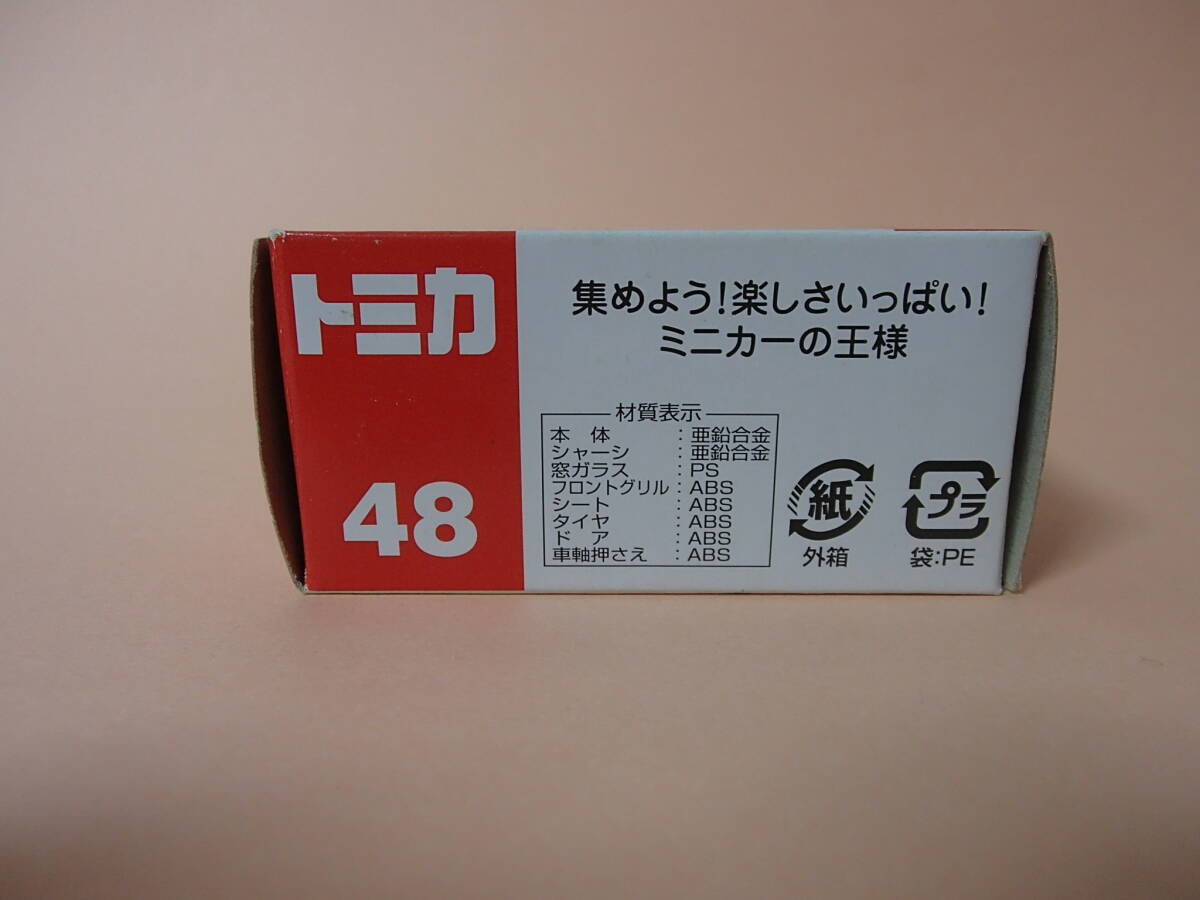 トミカ
48
集めよう!楽しさいっぱい!
ミニカーの王様
材質表示
本 体 : 亜鉛合金
シャーシ : 亜鉛合金
窓ガラス : PS
フロントグリル : ABS
シート : ABS
タイヤ : ABS
ド ア : ABS
車軸押さえ : ABS
紙
外箱
プラ
袋:PE